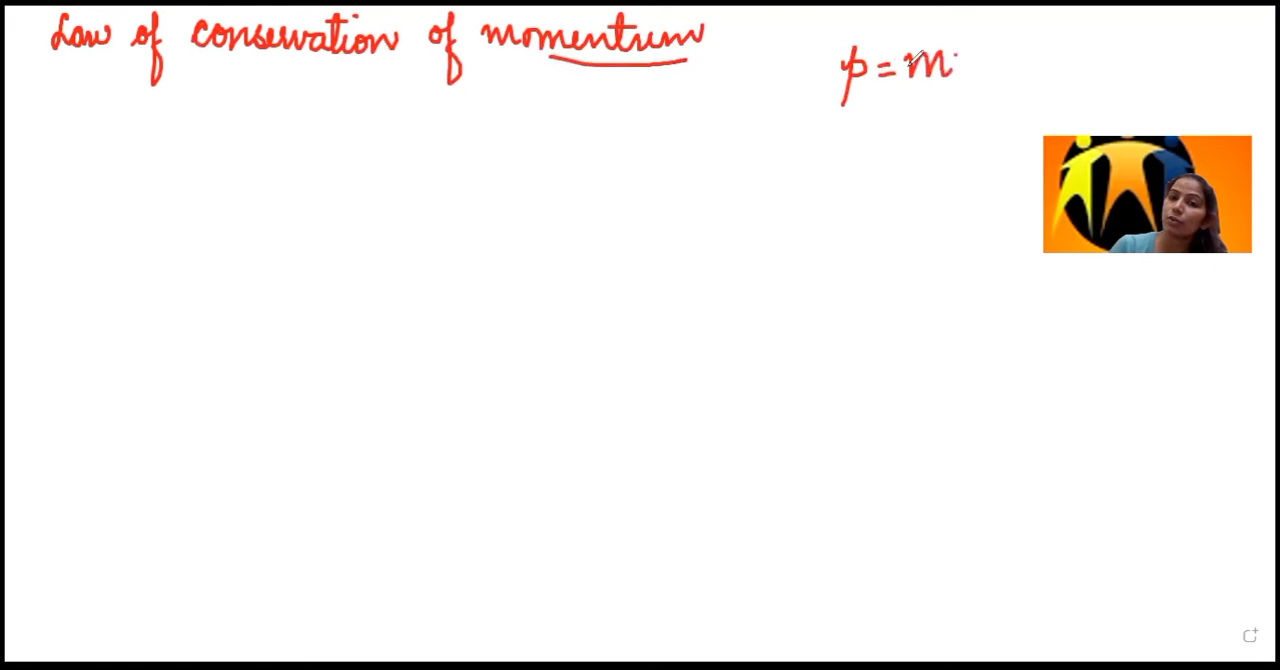 Law of conservation of momentum
p = m